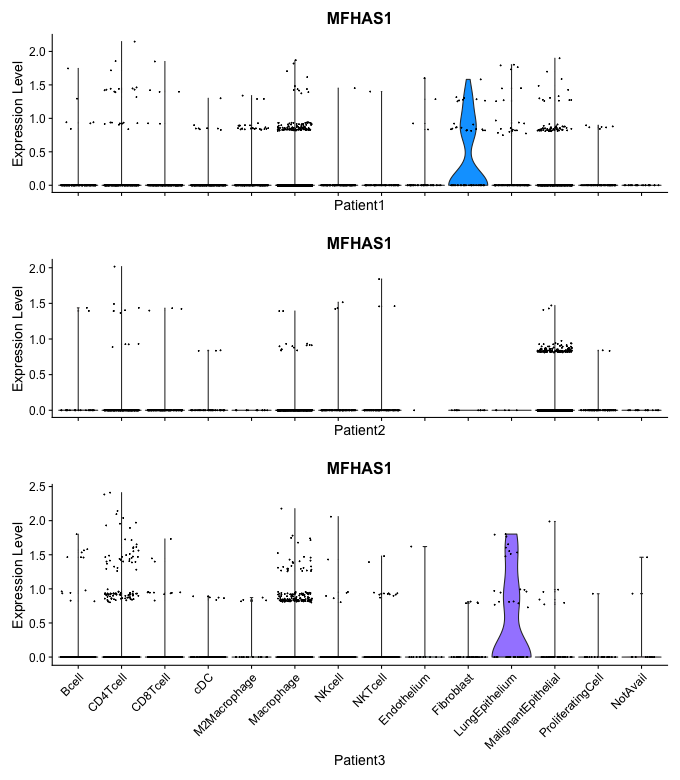 MFHAS1
Expression Level
2.0
1.5
1.0
0.5
0.0
Patient1
MFHAS1
Expression Level
2.0
1.5
1.0
0.5
0.0
Patient2
MFHAS1
Expression Level
2.5
2.0
1.5
1.0
0.5
0.0
Bcell
CD4Tcell
CD8Tcell
cDC
M2Macrophage
Macrophage
NKcell
NKTcell
Endothelium
Fibroblast
LungEpithelium
MalignantEpithelial
ProliferatingCell
NotAvail
Patient3